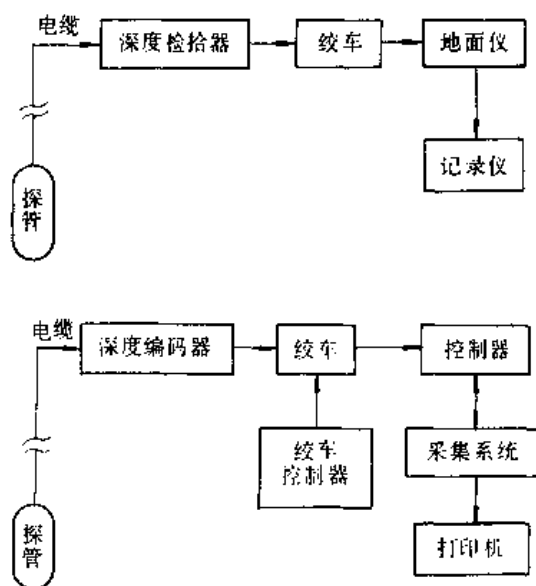 电缆
深度检拾器
绞车
地面仪
记录仪
探
管
电缆
深度编码器
绞车
控制器
绞车
控制器
采集系统
探
管
打印机